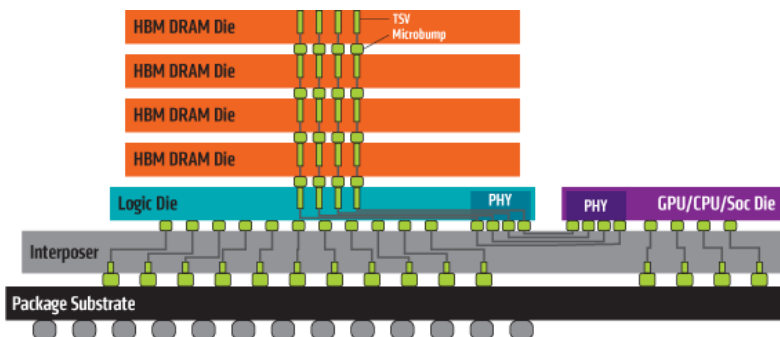 HBM DRAM Die
TSV
Microbump
HBM DRAM Die
HBM DRAM Die
HBM DRAM Die
Logic Die
PHY
PHY
GPU/CPU/Soc Die
Interposer
Package Substrate